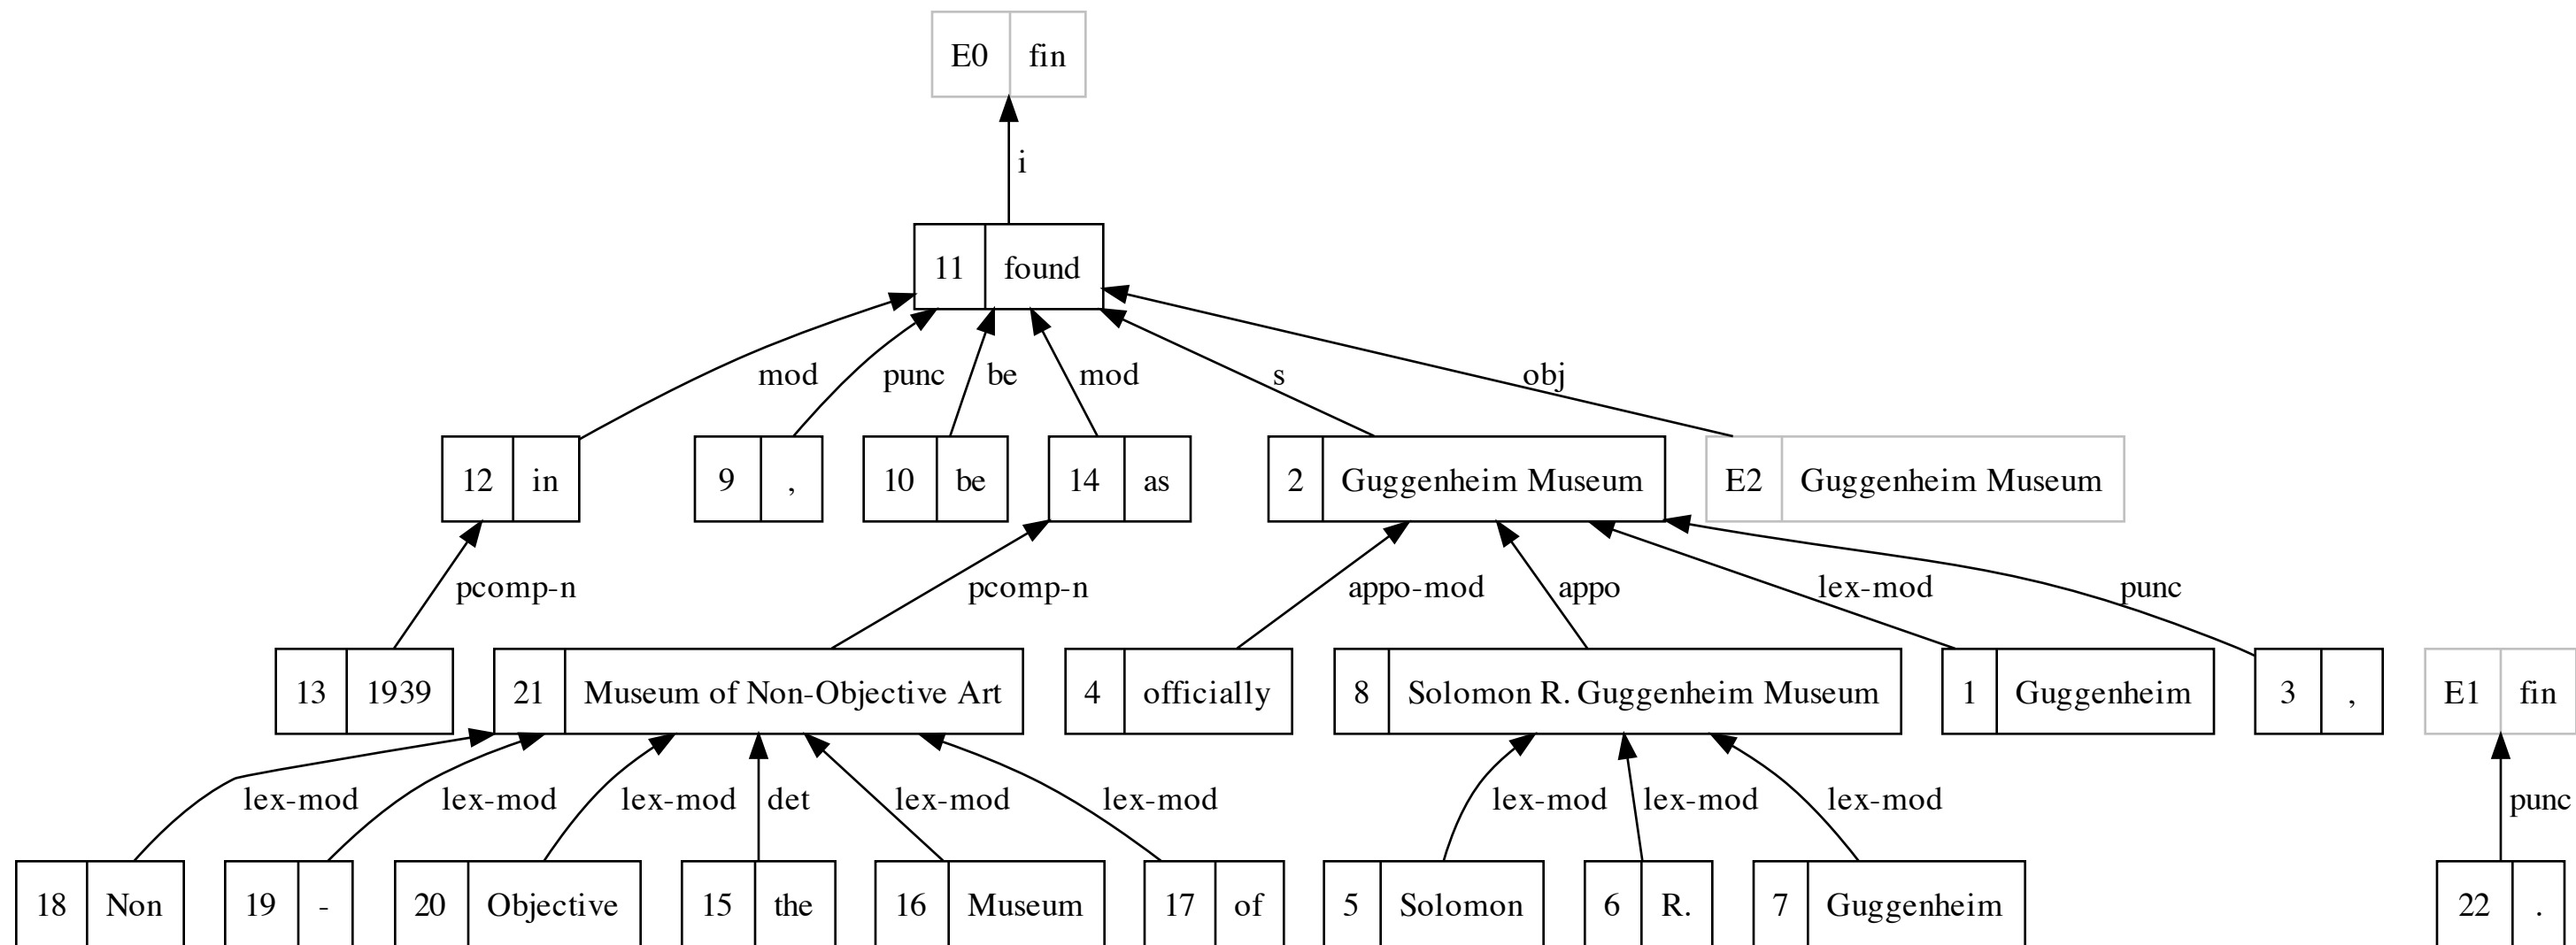 E0 fin
i
11 found
mod punc be mod s obj
12 in 9 , 10 be 14 as 2 Guggenheim Museum E2 Guggenheim Museum
pcomp-n pcomp-n appo-mod appo lex-mod punc
13 1939 21 Museum of Non-Objective Art 4 officially 8 Solomon R. Guggenheim Museum 1 Guggenheim 3 , E1 fin
lex-mod lex-mod lex-mod det lex-mod lex-mod lex-mod lex-mod lex-mod punc
18 Non 19 - 20 Objective 15 the 16 Museum 17 of 5 Solomon 6 R. 7 Guggenheim 22 .